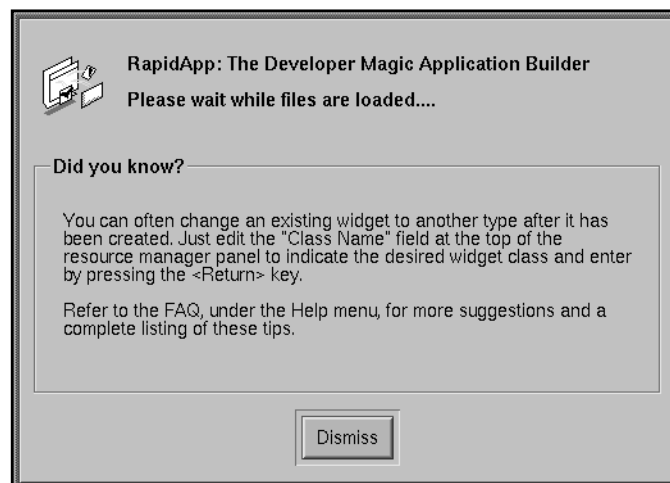 RapidApp: The Developer Magic Application Builder
Please wait while files are loaded....
Did you know?
You can often change an existing widget to another type after it has
been created. Just edit the "Class Name" field at the top of the
resource manager panel to indicate the desired widget class and enter
by pressing the <Return> key.
Refer to the FAQ, under the Help menu, for more suggestions and a
complete listing of these tips.
Dismiss